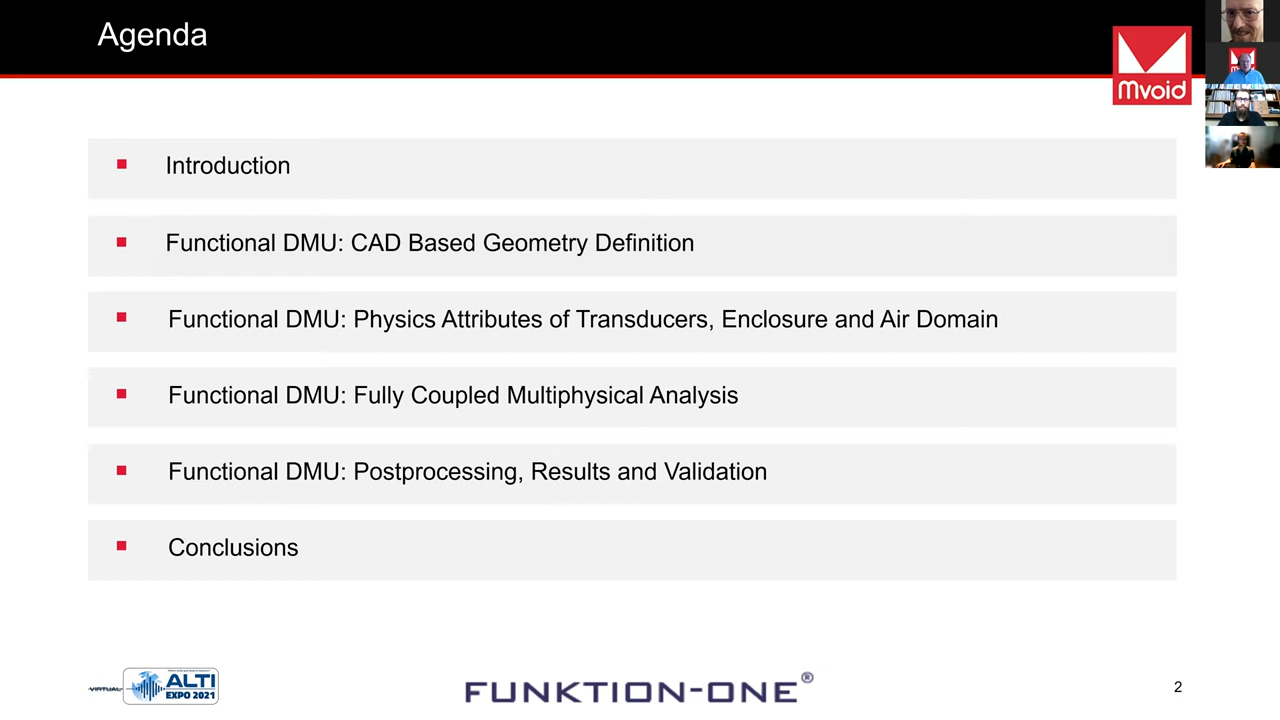 Agenda
Mvoid
Introduction
Functional DMU: CAD Based Geometry Definition
Functional DMU: Physics Attributes of Transducers, Enclosure and Air Domain
Functional DMU: Fully Coupled Multiphysical Analysis
Functional DMU: Postprocessing, Results and Validation
Conclusions
VIRTUAL
ALTI
EXPO 2021
FUNKTION-ONE®
2